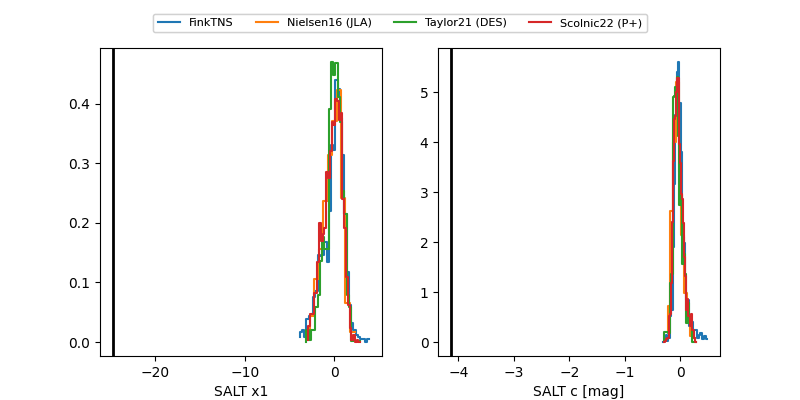 FinkTNS Nielsen16 (JLA) Taylor21 (DES) Scolnic22 (P+)
0.4
0.3
0.2
0.1
0.0
−20 −10 0
SALT x1
5
4
3
2
1
0
−4 −3 −2 −1 0
SALT c [mag]